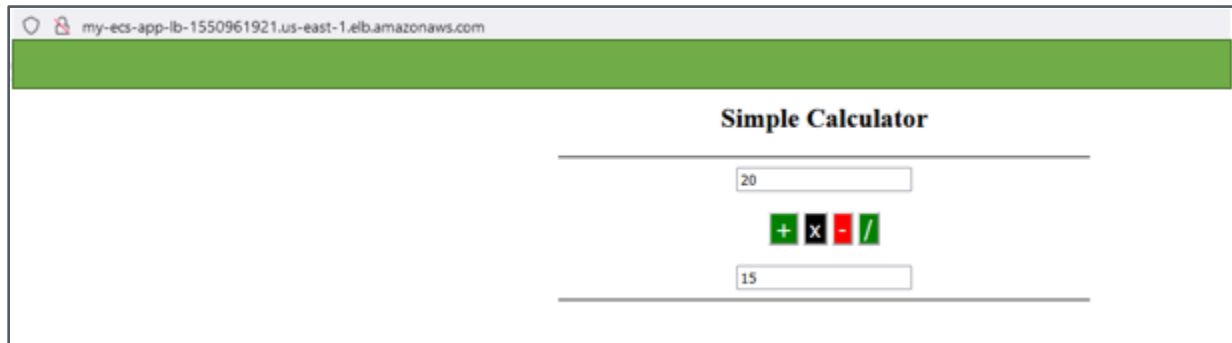 my-ecs-app-lb-1550961921.us-east-1.elb.amazonaws.com
Simple Calculator
20
+ x - /
15